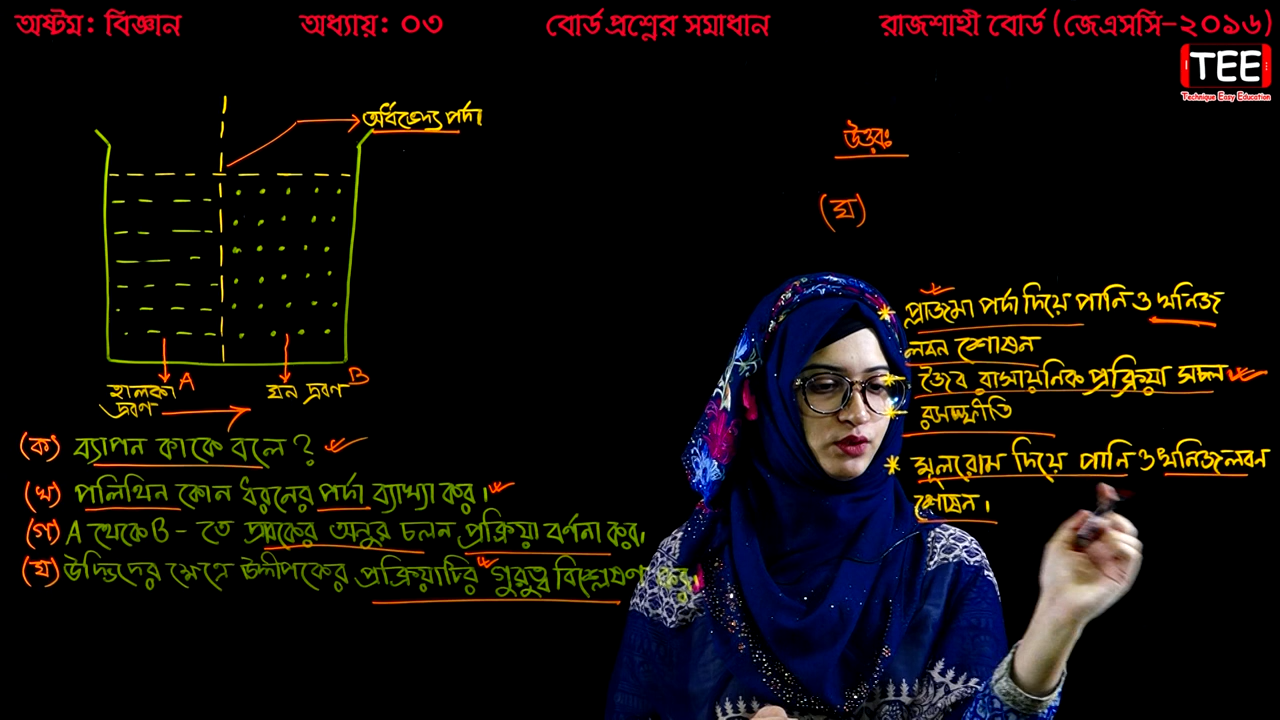 অষ্টম: বিজ্ঞান
অধ্যায়: ০৩
বোর্ড প্রশ্নের সমাধান
রাজশাহী বোর্ড (জেএসসি-২০১৬)
TEE
Technique Easy Education
অর্ধভেদ্য পর্দা
হালকা
দ্রবণ
A
ঘন দ্রবণ
B
(ক) ব্যাপন কাকে বলে ?
(খ) পলিথিন কোন ধরনের পর্দা ব্যাখ্যা কর।
(গ) A থেকে B - তে দ্রাবকের অনুর চলন প্রক্রিয়া বর্ণনা কর।
(ঘ) উদ্ভিদের ক্ষেত্রে উদ্দীপকের প্রক্রিয়াটির গুরুত্ব বিশ্লেষণ কর।
উত্তরঃ
(ঘ)
* প্লাজমা পর্দা দিয়ে পানি ও খনিজ
লবন শোষন
* জৈব রাসায়নিক প্রক্রিয়া সচল
* রসস্ফীতি
* মূলরোম দিয়ে পানি ও খনিজলবন
শোষন।